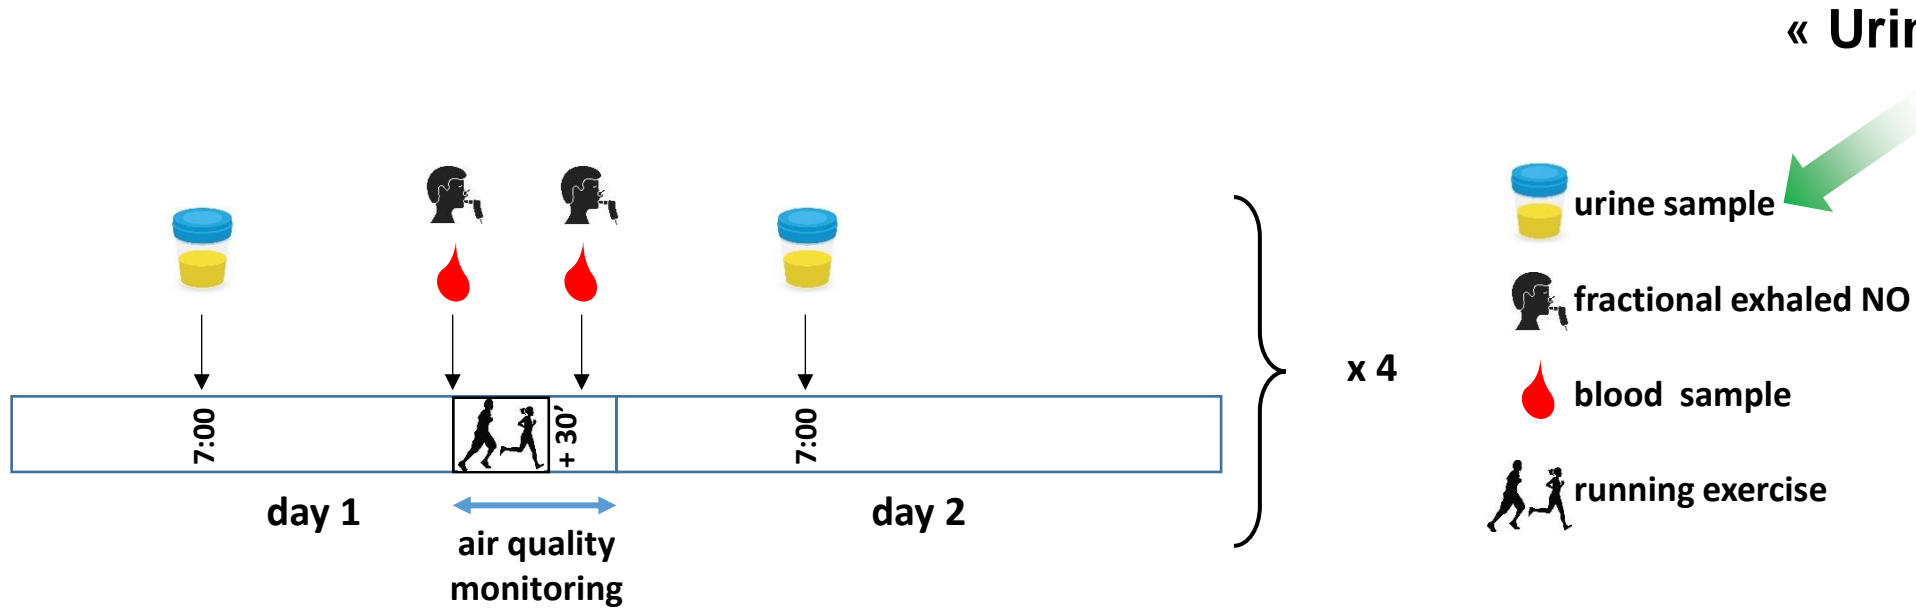 « Urin
urine sample
fractional exhaled NO
x 4
blood sample
7:00
+ 30'
7:00
running exercise
day 1
day 2
air quality
monitoring